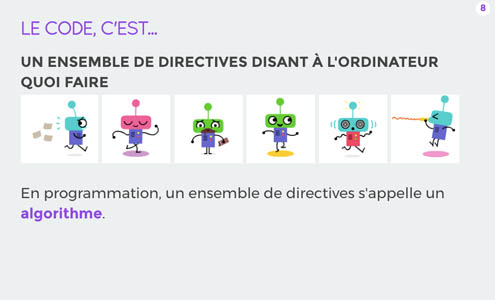 8
LE CODE, C'EST...
UN ENSEMBLE DE DIRECTIVES DISANT À L'ORDINATEUR
QUOI FAIRE
En programmation, un ensemble de directives s'appelle un
algorithme.